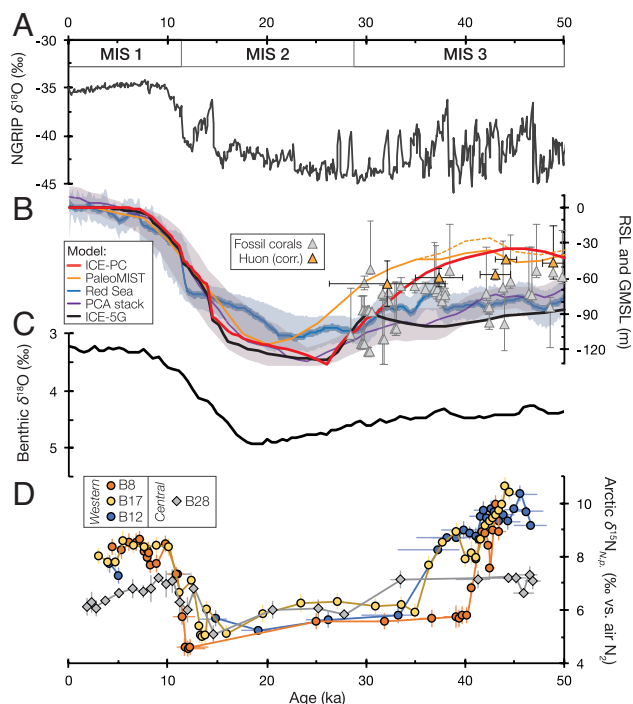 A
0 10 20 30 40 50
MIS 1 MIS 2 MIS 3
NGRIP δ18O (‰)
-30
-35
-40
-45
B
Model:
ICE-PC
PaleoMIST
Red Sea
PCA stack
ICE-5G
Fossil corals
Huon (corr.)
0
-30
-60
-90
-120
RSL and GMSL (m)
C
3
4
5
Benthic δ18O (‰)
D
Western
B8
B17
B12
Central
B28
10
8
6
4
Arctic δ15N N.p. (‰ vs. air N2)
0 10 20 30 40 50
Age (ka)